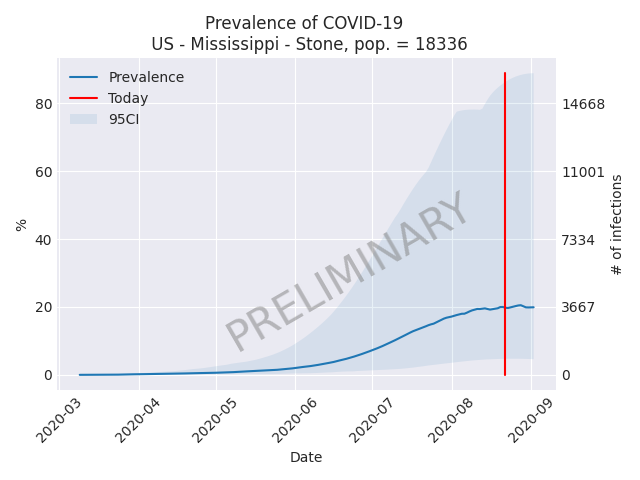 Prevalence of COVID-19
US - Mississippi - Stone, pop. = 18336
Prevalence
Today
95CI
PRELIMINARY
%
80
60
40
20
0
14668
11001
7334
3667
0
# of infections
2020-03
2020-04
2020-05
2020-06
2020-07
2020-08
2020-09
Date